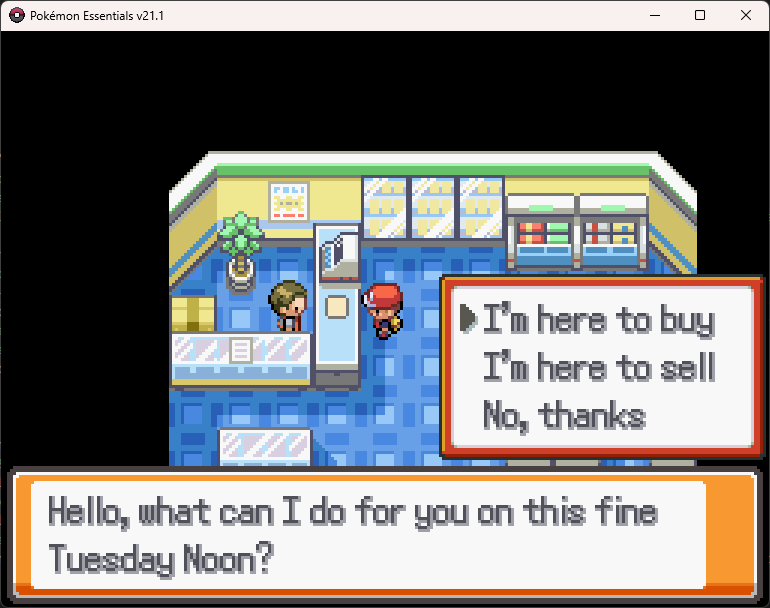 Pokémon Essentials v21.1
I'm here to buy
I'm here to sell
No, thanks
Hello, what can I do for you on this fine
Tuesday Noon?